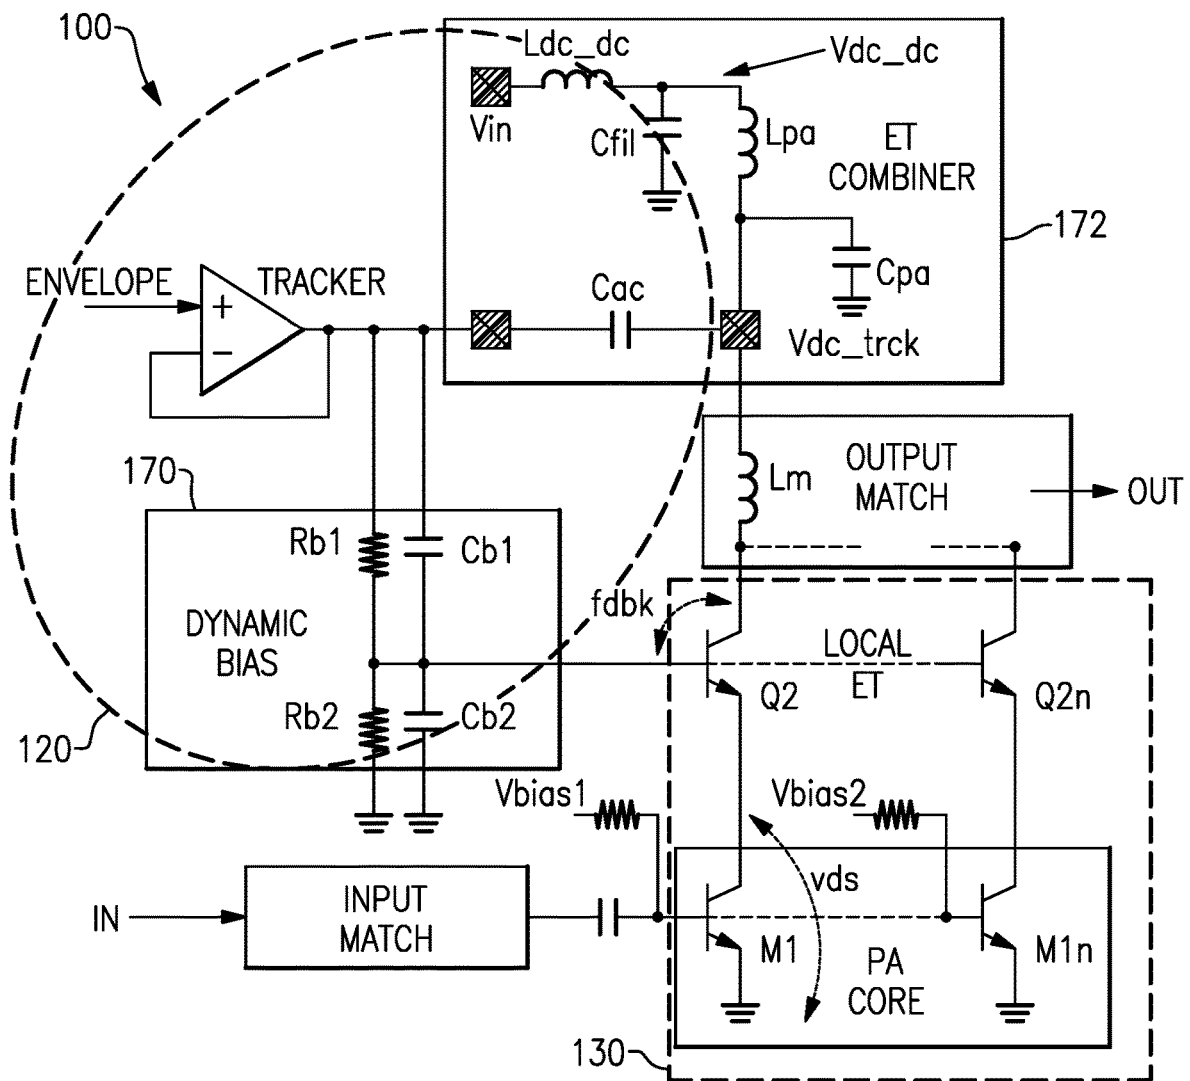 100
Ldc_dc
Vdc_dc
Vin
Cfil
Lpa
ET
COMBINER
172
ENVELOPE
TRACKER
+
−
Cac
Cpa
Vdc_trck
170
Lm
OUTPUT
MATCH
OUT
Rb1
Cb1
fdbk
DYNAMIC
BIAS
LOCAL
ET
Q2
Q2n
Rb2
Cb2
120
Vbias1
Vbias2
vds
IN
INPUT
MATCH
M1
PA
CORE
M1n
130